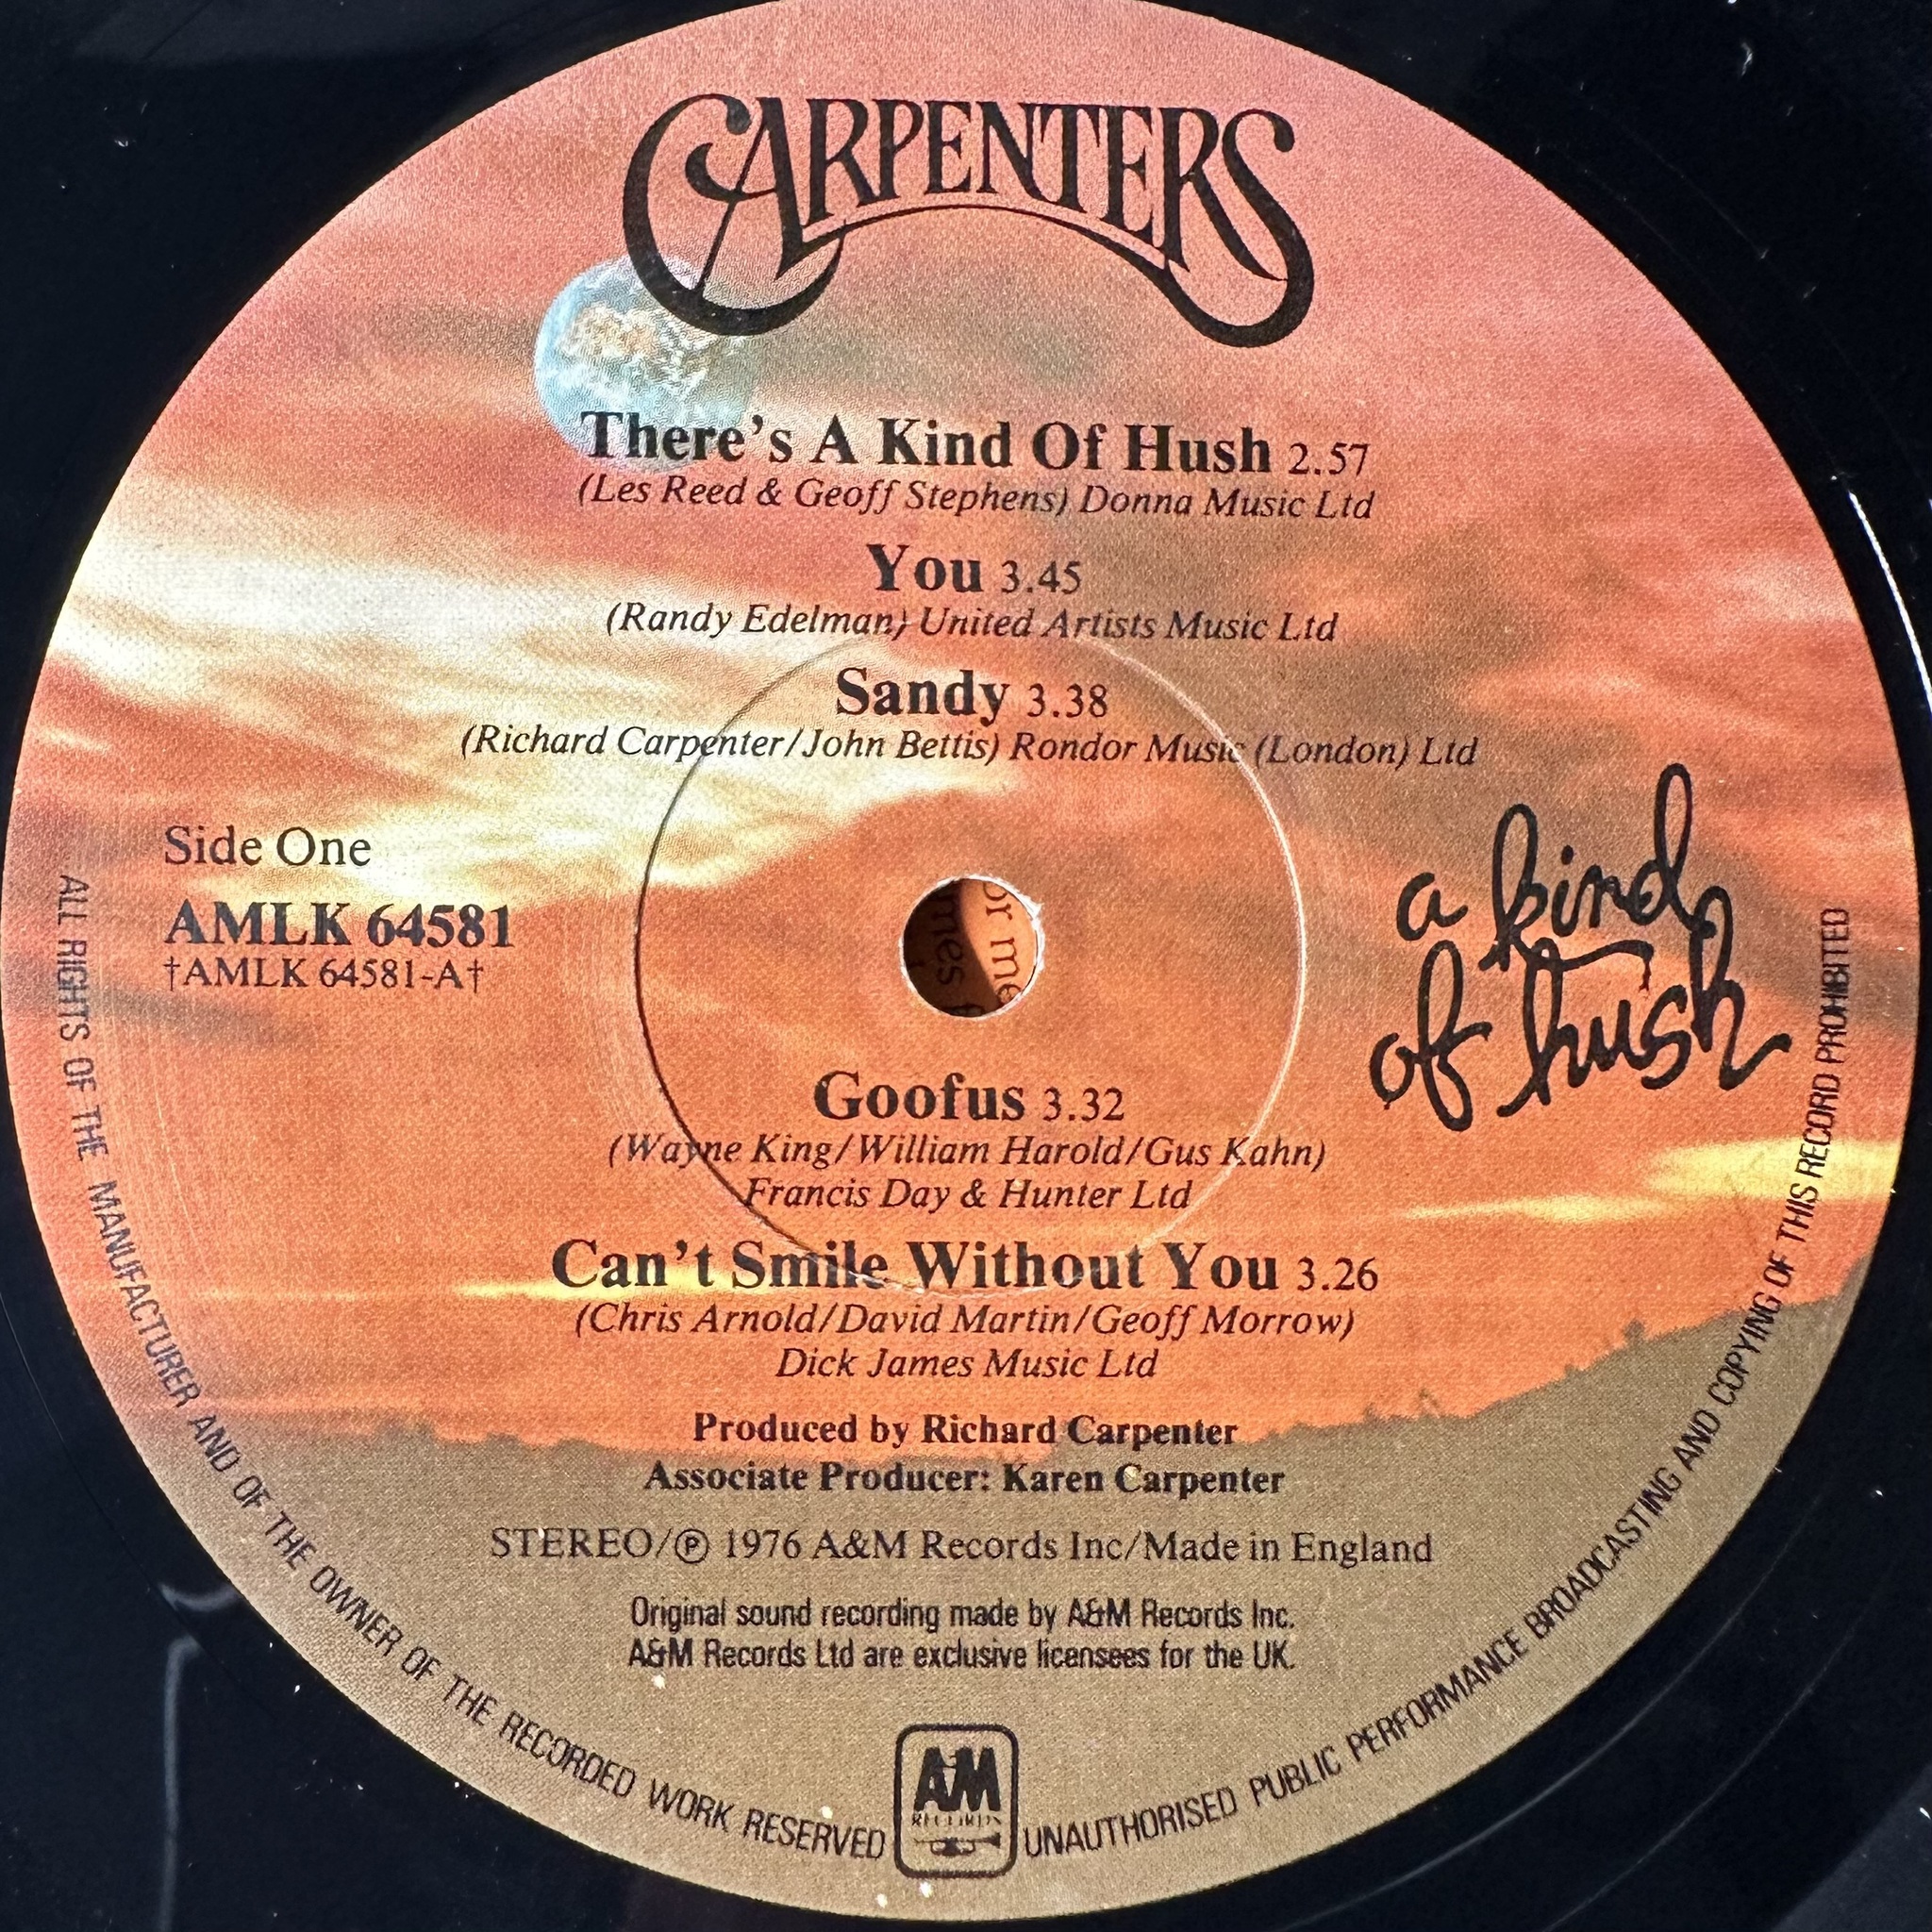 CARPENTERS
There's A Kind Of Hush 2.57
(Les Reed & Geoff Stephens) Donna Music Ltd
You 3.45
(Randy Edelman) United Artists Music Ltd
Sandy 3.38
(Richard Carpenter/John Bettis) Rondor Music (London) Ltd
Side One
AMLK 64581
†AMLK 64581-A†
a kind
of hush
or me
mes
Goofus 3.32
(Wayne King/William Harold/Gus Kahn)
Francis Day & Hunter Ltd
Can't Smile Without You 3.26
(Chris Arnold/David Martin/Geoff Morrow)
Dick James Music Ltd
Produced by Richard Carpenter
Associate Producer: Karen Carpenter
STEREO/℗ 1976 A&M Records Inc/Made in England
Original sound recording made by A&M Records Inc.
A&M Records Ltd are exclusive licensees for the UK.
ALL RIGHTS OF THE MANUFACTURER AND OF THE OWNER OF THE RECORDED WORK RESERVED
A&M
RECORDS
UNAUTHORISED PUBLIC PERFORMANCE BROADCASTING AND COPYING OF THIS RECORD PROHIBITED